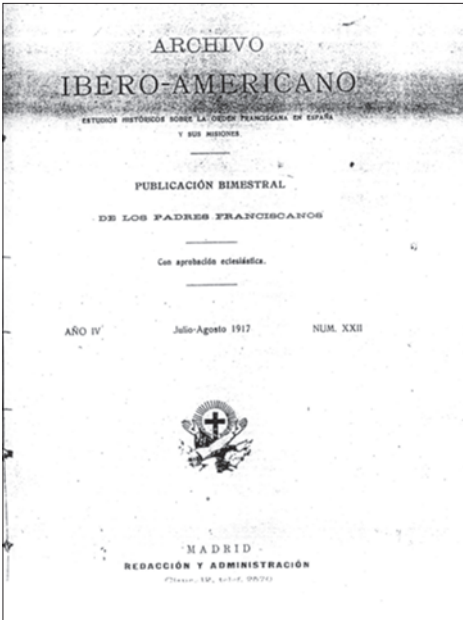 ARCHIVO
IBERO-AMERICANO
ESTUDIOS HISTÓRICOS SOBRE LA ORDEN FRANCISCANA EN ESPAÑA
Y SUS MISIONES
PUBLICACIÓN BIMESTRAL
DE LOS PADRES FRANCISCANOS
Con aprobación eclesiástica.
AÑO IV Julio-Agosto 1917 NUM. XXII
MADRID
REDACCIÓN Y ADMINISTRACIÓN